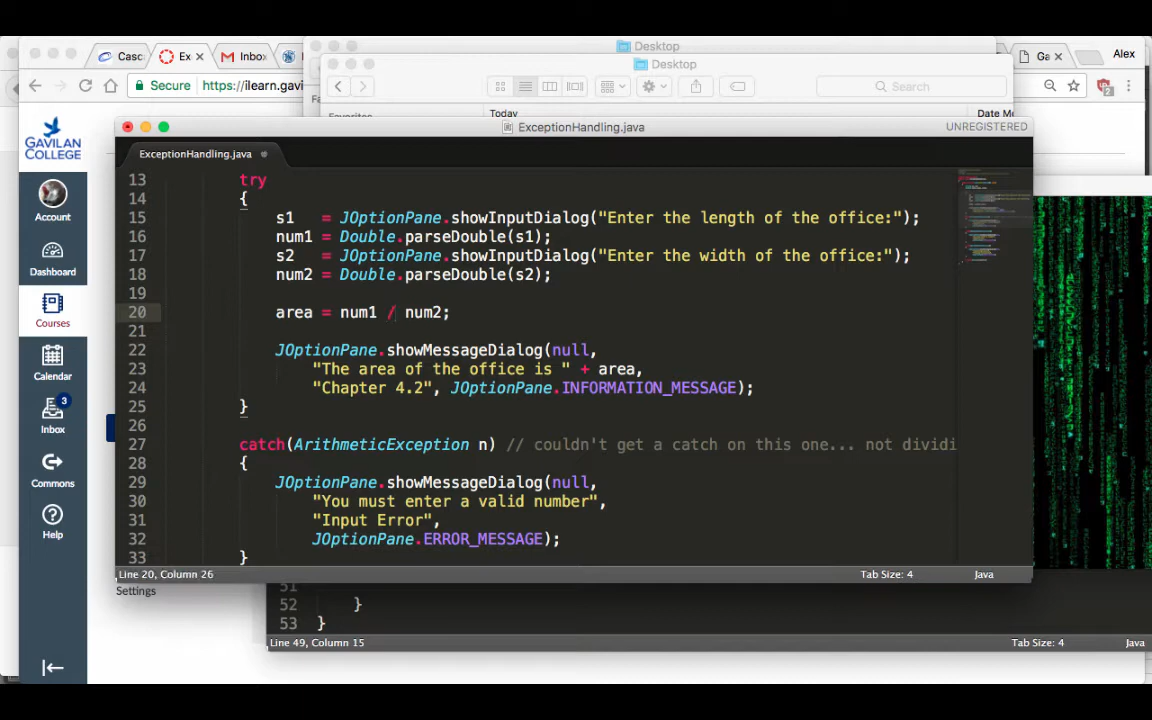 Desktop
Casc
Ex
Inbox
Desktop
Ga
Alex
Secure
https://ilearn.gavi
Search
Today
Date Mo
ExceptionHandling.java
UNREGISTERED
ExceptionHandling.java
13 try
14 {
15 s1 = JOptionPane.showInputDialog("Enter the length of the office:");
16 num1 = Double.parseDouble(s1);
17 s2 = JOptionPane.showInputDialog("Enter the width of the office:");
18 num2 = Double.parseDouble(s2);
19
20 area = num1 / num2;
21
22 JOptionPane.showMessageDialog(null,
23 "The area of the office is " + area,
24 "Chapter 4.2", JOptionPane.INFORMATION_MESSAGE);
25 }
26
27 catch(ArithmeticException n) // couldn't get a catch on this one... not dividi
28 {
29 JOptionPane.showMessageDialog(null,
30 "You must enter a valid number",
31 "Input Error",
32 JOptionPane.ERROR_MESSAGE);
33 }
Line 20, Column 26
Tab Size: 4
Java
GAVILAN
COLLEGE
Account
Dashboard
Courses
Calendar
3
Inbox
Commons
Help
Settings
51
52 }
53 }
Line 49, Column 15
Tab Size: 4
Java